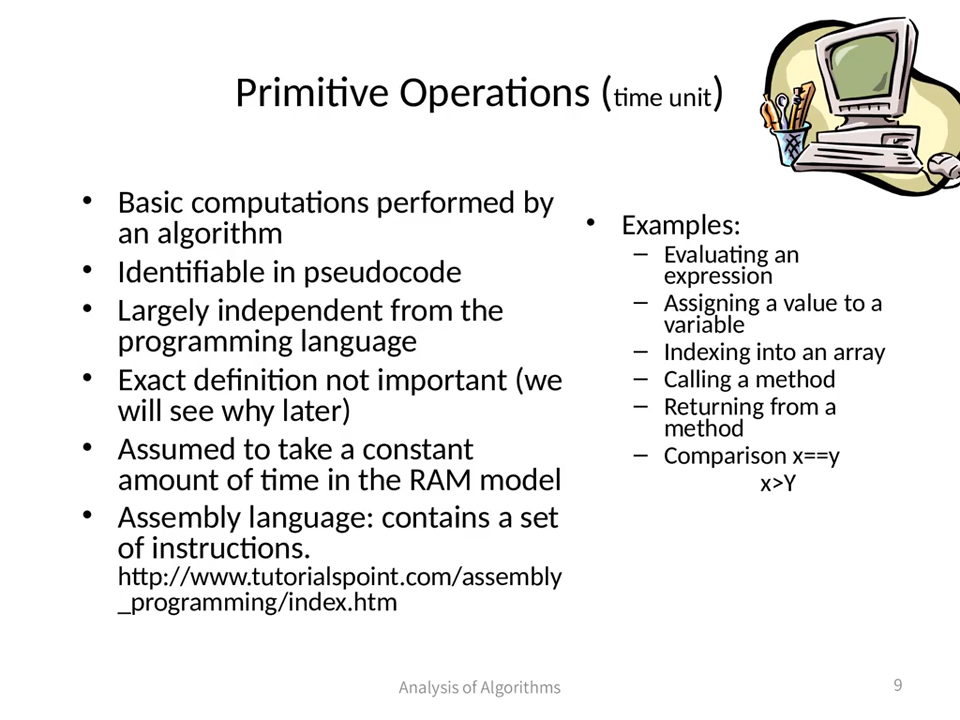 Primitive Operations (time unit)
• Basic computations performed by
an algorithm
• Identifiable in pseudocode
• Largely independent from the
programming language
• Exact definition not important (we
will see why later)
• Assumed to take a constant
amount of time in the RAM model
• Assembly language: contains a set
of instructions.
http://www.tutorialspoint.com/assembly
_programming/index.htm
• Examples:
– Evaluating an
expression
– Assigning a value to a
variable
– Indexing into an array
– Calling a method
– Returning from a
method
– Comparison x==y
x>Y
Analysis of Algorithms
9